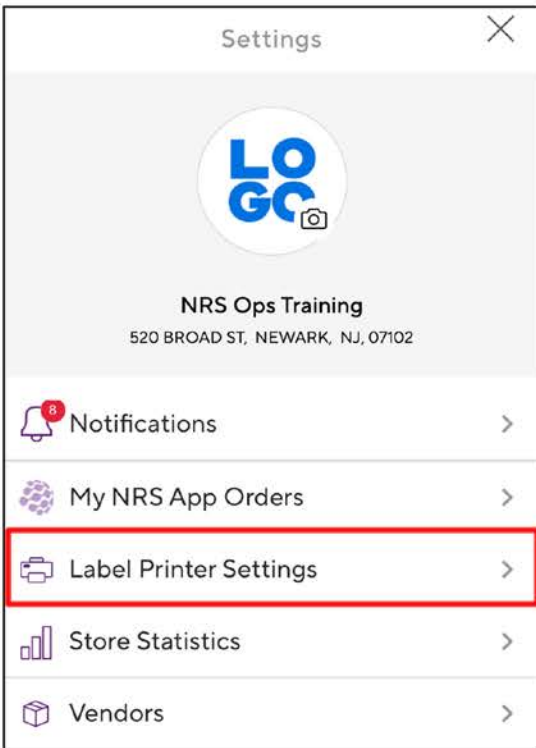 Settings
LO
GO
NRS Ops Training
520 BROAD ST, NEWARK, NJ, 07102
8
Notifications
My NRS App Orders
Label Printer Settings
Store Statistics
Vendors